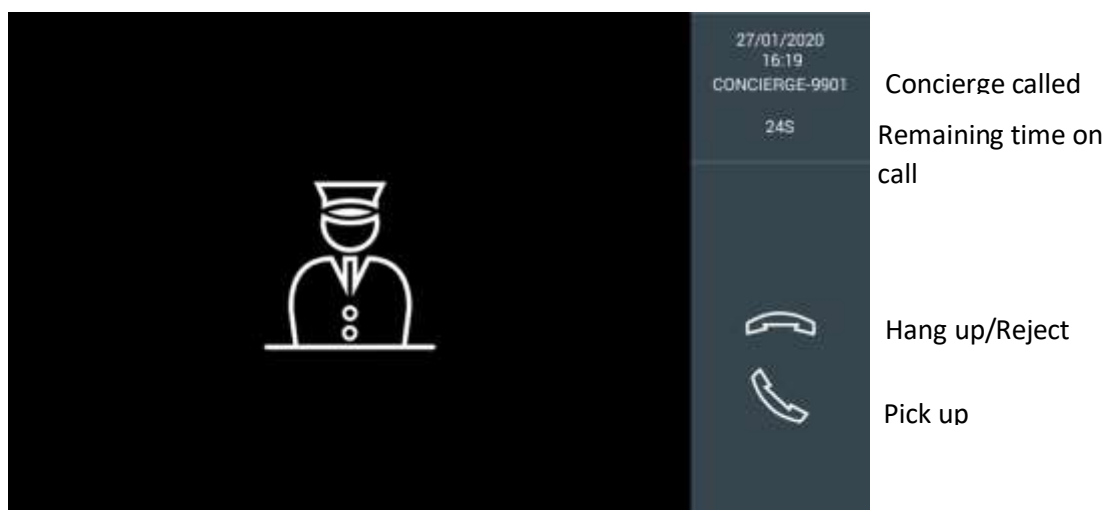 27/01/2020
16:19
CONCIERGE-9901
24S
Concierge called
Remaining time on
call
Hang up/Reject
Pick up